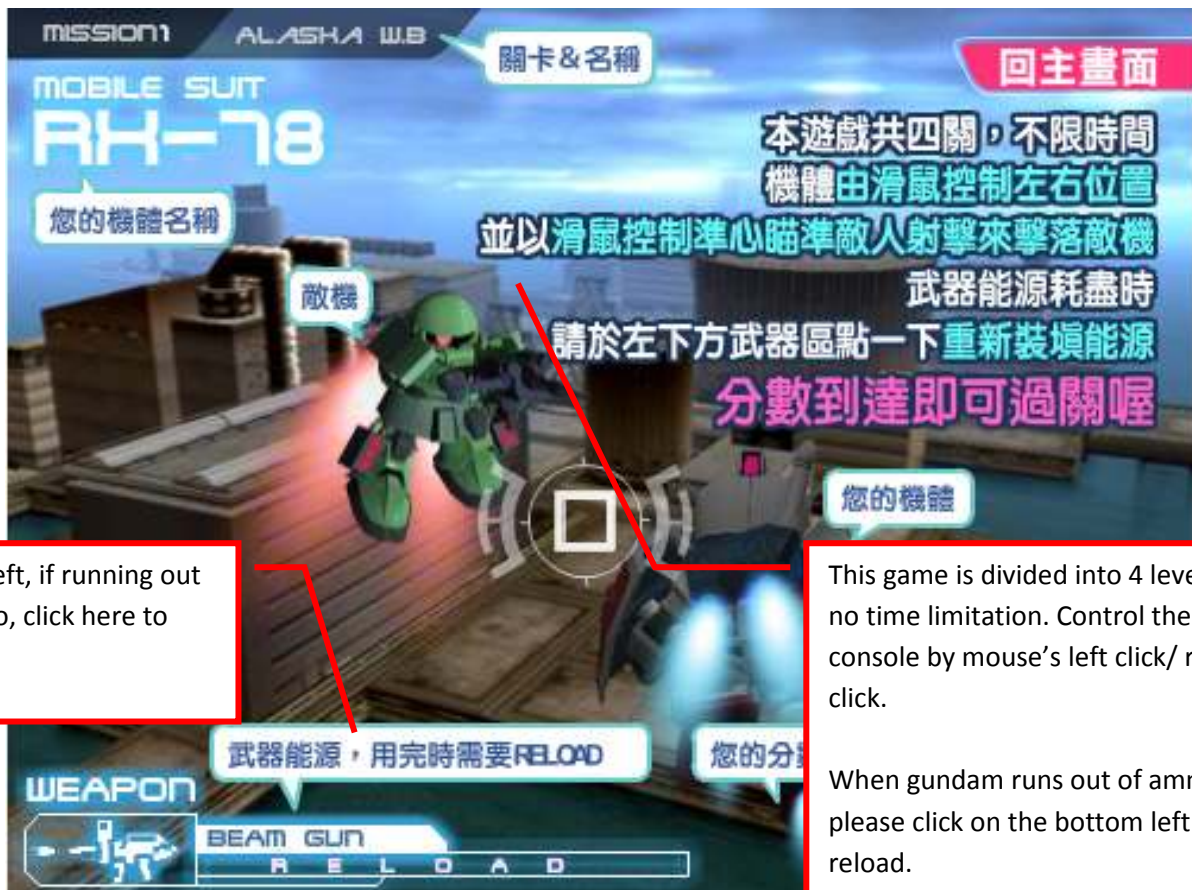 MISSION1 ALASKA W.B
關卡&名稱
回主畫面
MOBILE SUIT
RX-78
您的機體名稱
本遊戲共四關，不限時間
機體由滑鼠控制左右位置
並以滑鼠控制準心瞄準敵人射擊來擊落敵機
武器能源耗盡時
請於左下方武器區點一下重新裝填能源
分數到達即可過關喔
敵機
您的機體
eft, if running out
o, click here to
This game is divided into 4 leve
no time limitation. Control the
console by mouse's left click/ r
click.
When gundam runs out of amr
please click on the bottom left
reload.
武器能源，用完時需要RELOAD
您的分
WEAPON
BEAM GUN
RELOAD